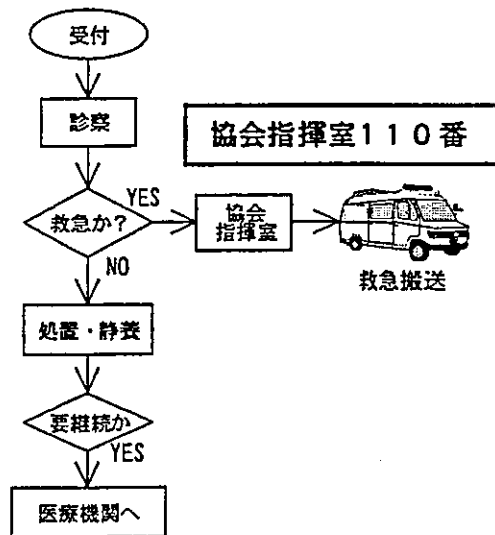 受付
診察
協会指揮室110番
救急か?
YES
協会
指揮室
救急搬送
NO
処置・静養
要継続か
YES
医療機関へ